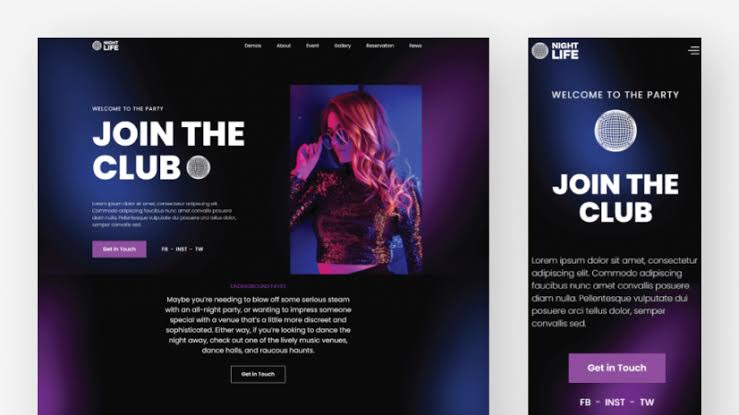 NIGHT
LIFE
Demos About Event Gallery Reservation News
WELCOME TO THE PARTY
JOIN THE
CLUB
Lorem ipsum dolor sit amet, consectetur adipiscing elit.
Commodo adipiscing faucibus nunc amet convallis posuere
diam nulla. Pellentesque vulputate dui posuere orci tellus dolor,
semper convallis sed.
Get in Touch FB - INST - TW
UNDERGROUND RAVES
Maybe you're needing to blow off some serious steam
with an all-night party, or wanting to impress someone
special with a venue that's a little more discreet and
sophisticated. Either way, if you're looking to dance the
night away, check out one of the lively music venues,
dance halls, and raucous haunts.
Get in Touch
NIGHT
LIFE
WELCOME TO THE PARTY
JOIN THE
CLUB
Lorem ipsum dolor sit amet, consectetur
adipiscing elit. Commodo adipiscing
faucibus nunc amet convallis posuere
diam nulla. Pellentesque vulputate dui
posuere orci tellus dolor, semper
convallis sed.
Get in Touch
FB - INST - TW